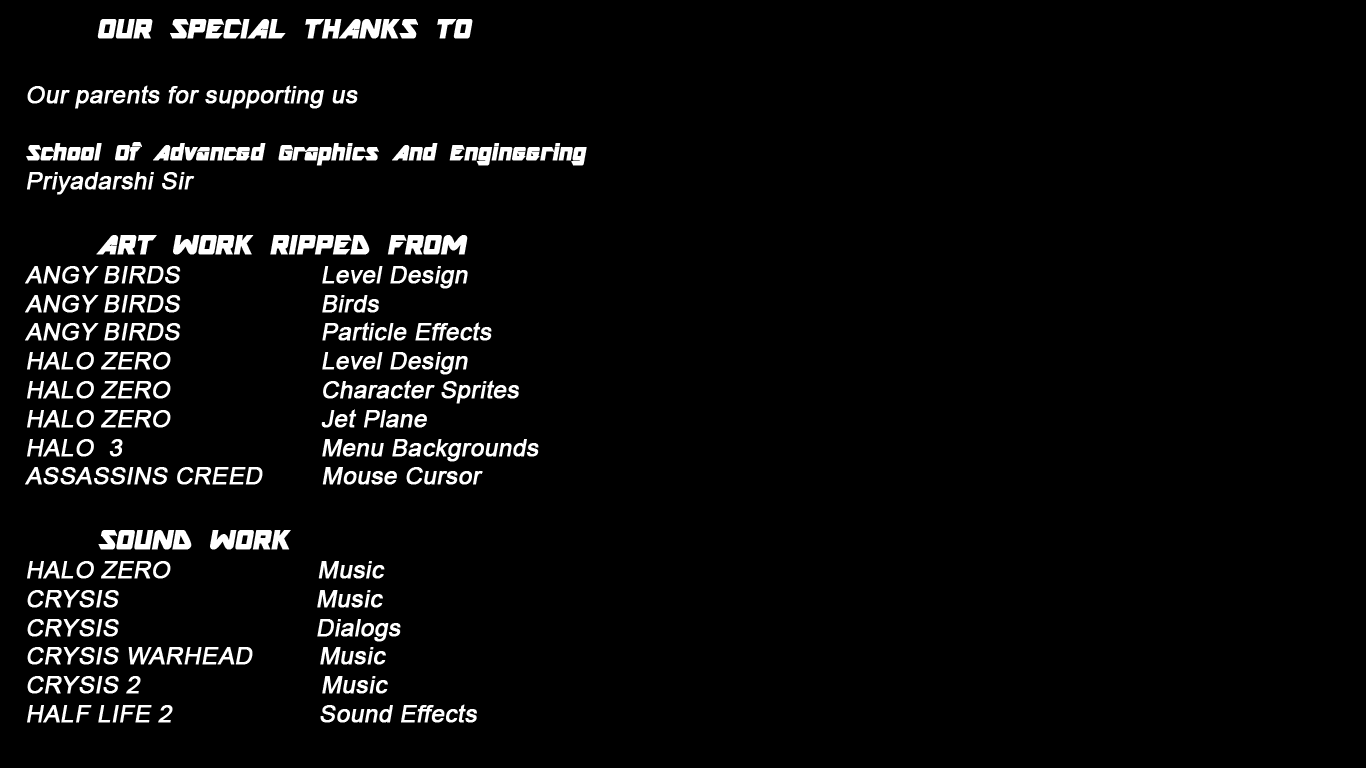 OUR SPECIAL THANKS TO
Our parents for supporting us
School Of Advanced Graphics And Engineering
Priyadarshi Sir
ART WORK RIPPED FROM
ANGY BIRDS Level Design
ANGY BIRDS Birds
ANGY BIRDS Particle Effects
HALO ZERO Level Design
HALO ZERO Character Sprites
HALO ZERO Jet Plane
HALO 3 Menu Backgrounds
ASSASSINS CREED Mouse Cursor
SOUND WORK
HALO ZERO Music
CRYSIS Music
CRYSIS Dialogs
CRYSIS WARHEAD Music
CRYSIS 2 Music
HALF LIFE 2 Sound Effects